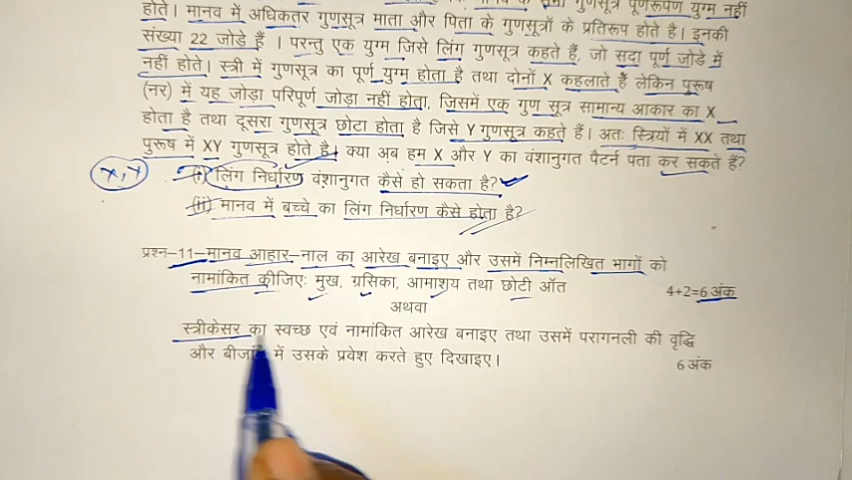 गुणसूत्र पूर्णरूपेण युग्म नहीं
होते। मानव में अधिकतर गुणसूत्र माता और पिता के गुणसूत्रों के प्रतिरूप होते है। इनकी
संख्या 22 जोड़े हैं । परन्तु एक युग्म जिसे लिंग गुणसूत्र कहते हैं, जो सदा पूर्ण जोडे में
नहीं होते। स्त्री में गुणसूत्र का पूर्ण युग्म होता है तथा दोनों X कहलाते हैं लेकिन पुरूष
(नर) में यह जोड़ा परिपूर्ण जोड़ा नहीं होता, जिसमें एक गुण सूत्र सामान्य आकार का X
होता है तथा दूसरा गुणसूत्र छोटा होता है जिसे Y गुणसूत्र कहते हैं। अतः स्त्रियों में XX तथा
पुरूष में XY गुणसूत्र होते है। क्या अब हम X और Y का वंशानुगत पैटर्न पता कर सकते हैं?
X, Y (i) लिंग निर्धारण वंशानुगत कैसे हो सकता है?
(ii) मानव में बच्चे का लिंग निर्धारण कैसे होता है?
प्रश्न–11–मानव आहार–नाल का आरेख बनाइए और उसमें निम्नलिखित भागों को
नामांकित कीजिएः मुख, ग्रसिका, आमाशय तथा छोटी ऑत 4+2=6 अंक
अथवा
स्त्रीकेसर का स्वच्छ एवं नामांकित आरेख बनाइए तथा उसमें परागनली की वृद्धि
और में उसके प्रवेश करते हुए दिखाइए। 6 अंक